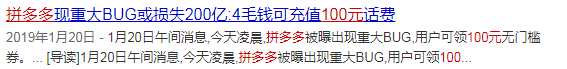 拼多多现重大BUG或损失200亿:4毛钱可充值100元话费
2019年1月20日 - 1月20日午间消息,今天凌晨,拼多多被曝出现重大BUG,用户可领100元无门槛
券。... [导读]1月20日午间消息,今天凌晨,拼多多被曝出现重大BUG,用户可领100...